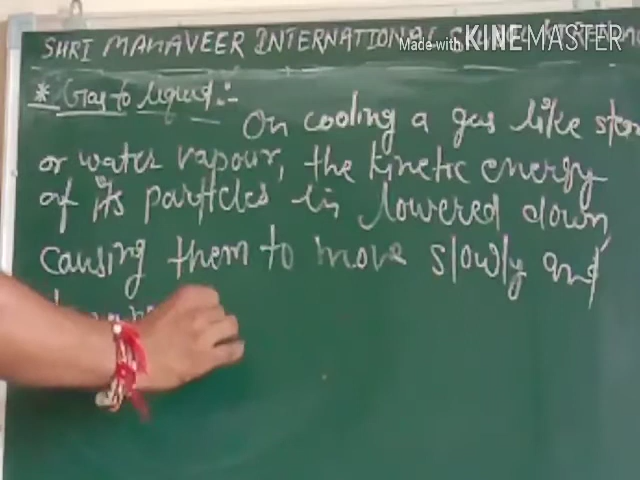 SHRI MAHAVEER INTERNATIONAL
Made with KINEMASTER
* Gas to liquid :-
On cooling a gas like
or water vapour, the kinetic energy
of its particles is lowered down,
causing them to move slowly and